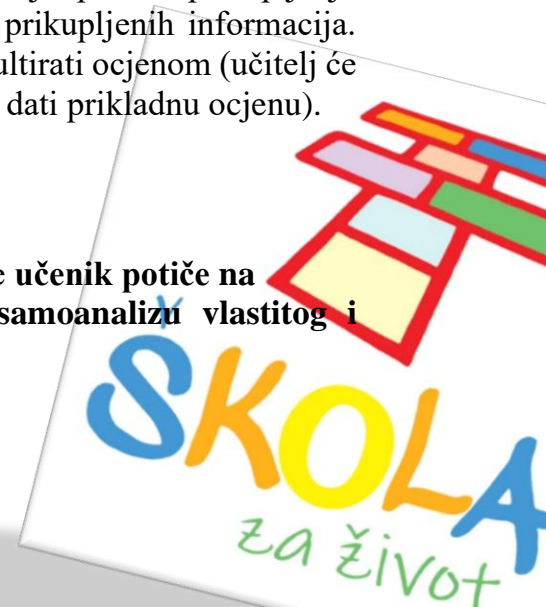 prikupljenih informacija.
ultirati ocjenom (učitelj će
dati prikladnu ocjenu).
učenik potiče na
samoanalizu vlastitog i
ŠKOLA
za život